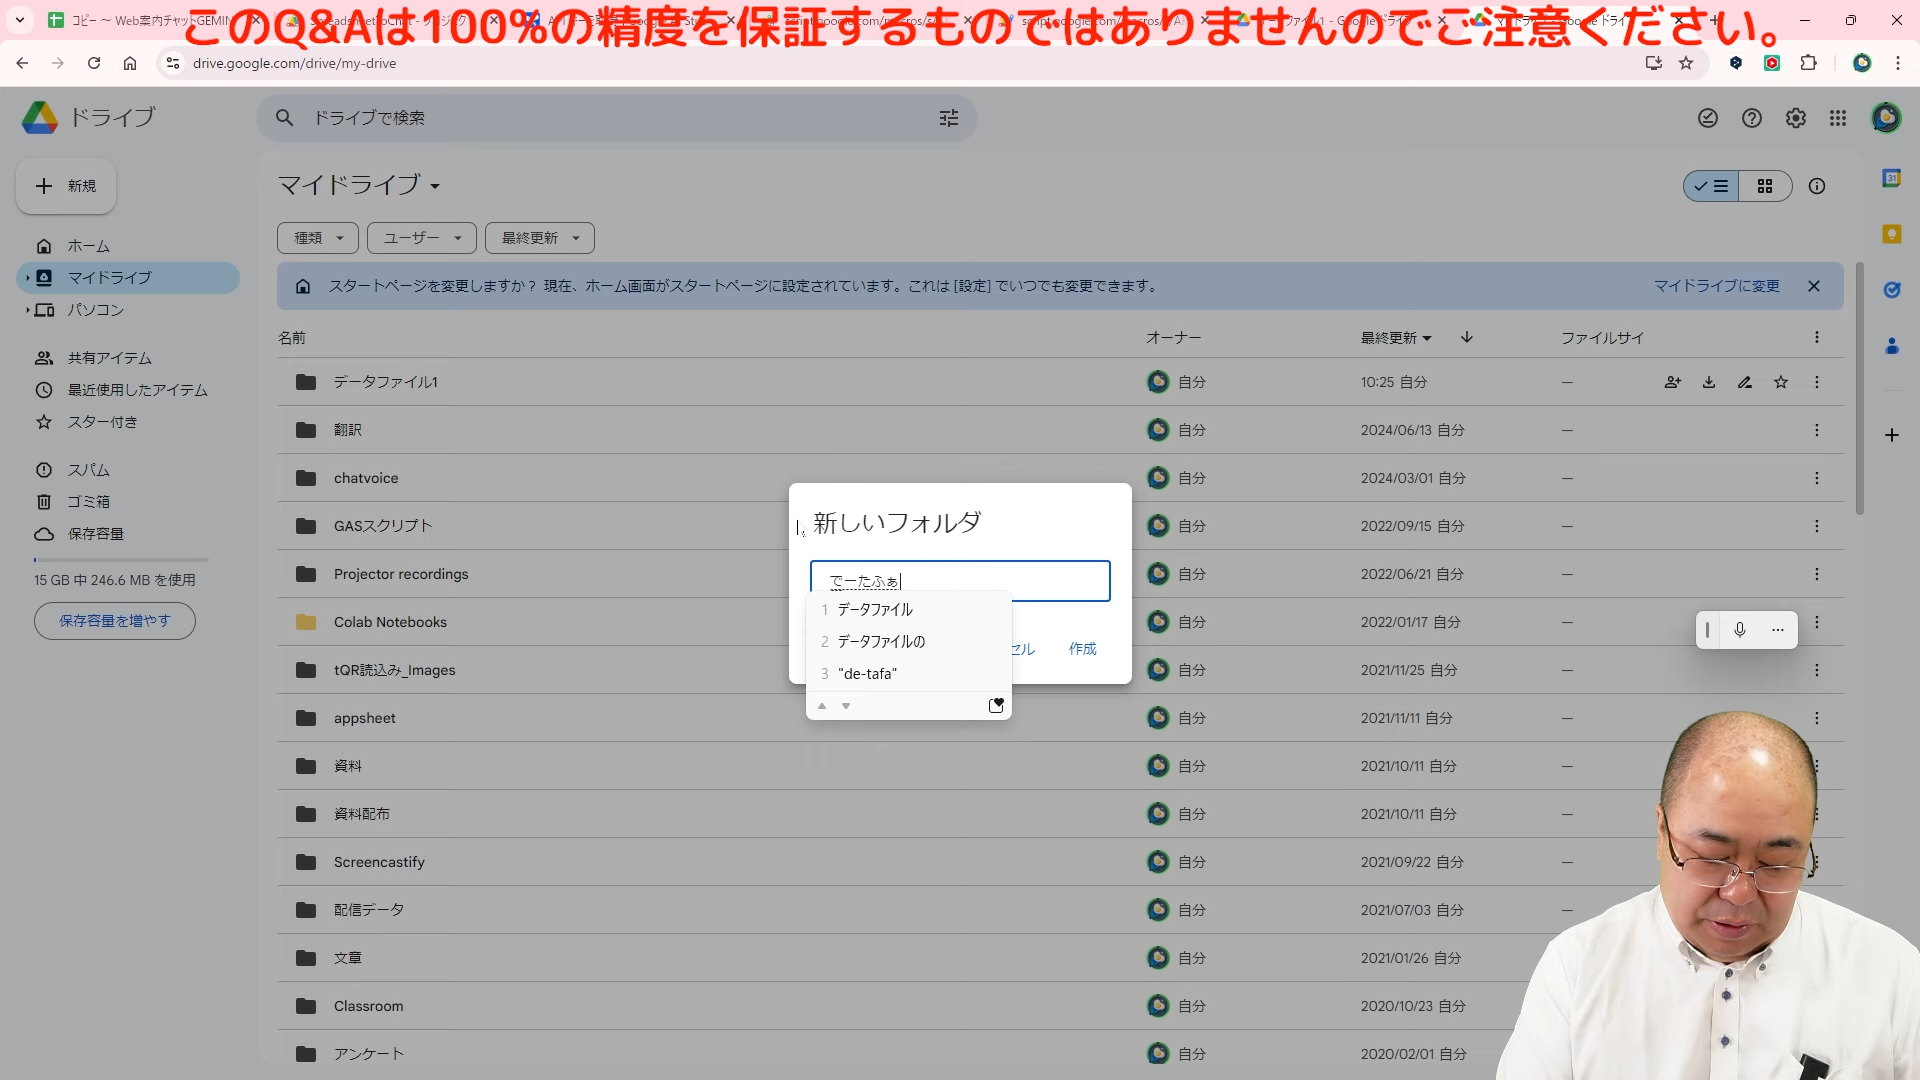 このQ&Aは100%の精度を保証するものではありませんのでご注意ください。
drive.google.com/drive/my-drive
ドライブ
ドライブで検索
新規
マイドライブ
種類
ユーザー
最終更新
ホーム
マイドライブ
パソコン
共有アイテム
最近使用したアイテム
スター付き
スパム
ゴミ箱
保存容量
15 GB 中 246.6 MB を使用
保存容量を増やす
スタートページを変更しますか? 現在、ホーム画面がスタートページに設定されています。これは [設定] でいつでも変更できます。
マイドライブに変更
名前 オーナー 最終更新 ファイルサイ
データファイル1 自分 10:25 自分 —
翻訳 自分 2024/06/13 自分 —
chatvoice 自分 2024/03/01 自分 —
GASスクリプト 自分 2022/09/15 自分 —
Projector recordings 自分 2022/06/21 自分 —
Colab Notebooks 自分 2022/01/17 自分 —
tQR読込み_Images 自分 2021/11/25 自分 —
appsheet 自分 2021/11/11 自分 —
資料 自分 2021/10/11 自分 —
資料配布 自分 2021/10/11 自分 —
Screencastify 自分 2021/09/22 自分 —
配信データ 自分 2021/07/03 自分 —
文章 自分 2021/01/26 自分
Classroom 自分 2020/10/23 自分
アンケート 自分 2020/02/01 自分
新しいフォルダ
でーたふぁ
1 データファイル
2 データファイルの
3 "de-tafa"
セル
作成
31